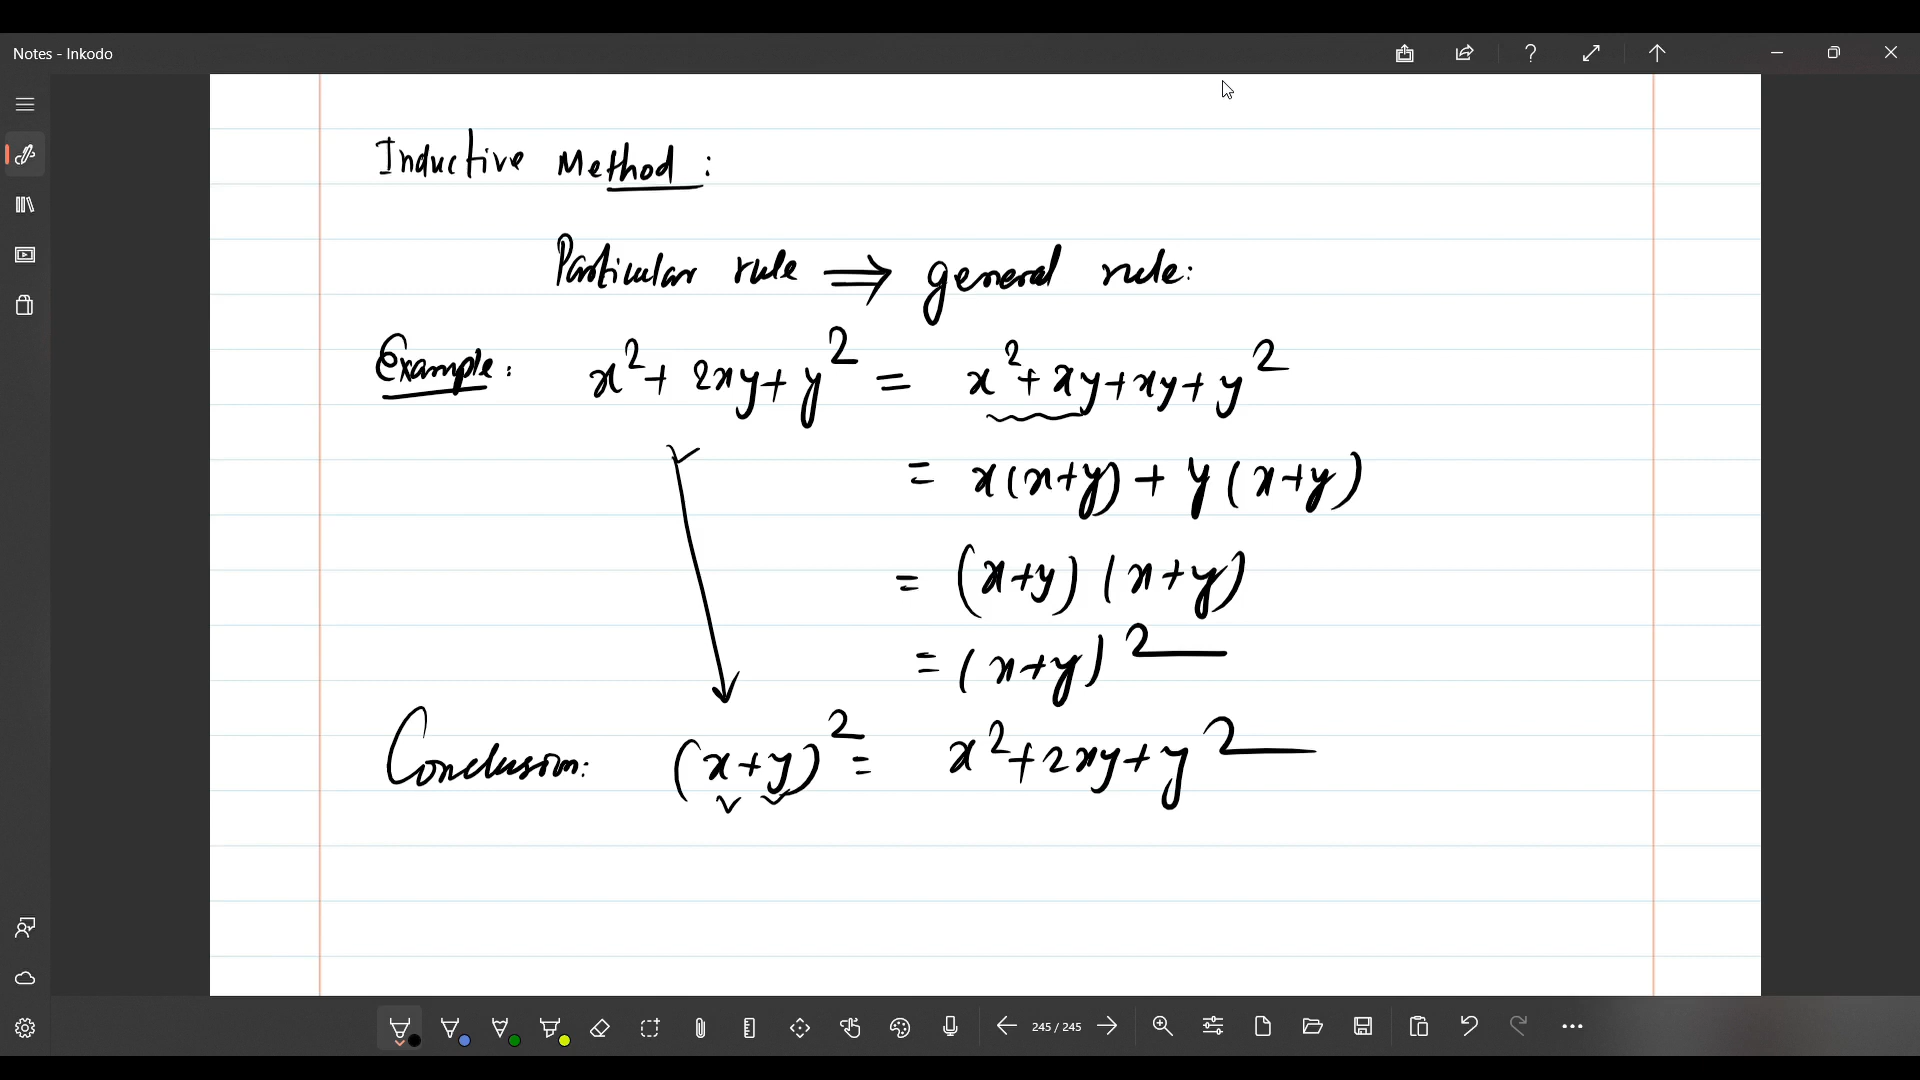 Notes - Inkodo
Inductive Method :
Particular rule ⇒ general rule:
Example: x² + 2xy + y² = x² + xy + xy + y²
= x(x+y) + y(x+y)
= (x+y) (x+y)
= (x+y)²
Conclusion: (x+y)² = x² + 2xy + y²
245 / 245